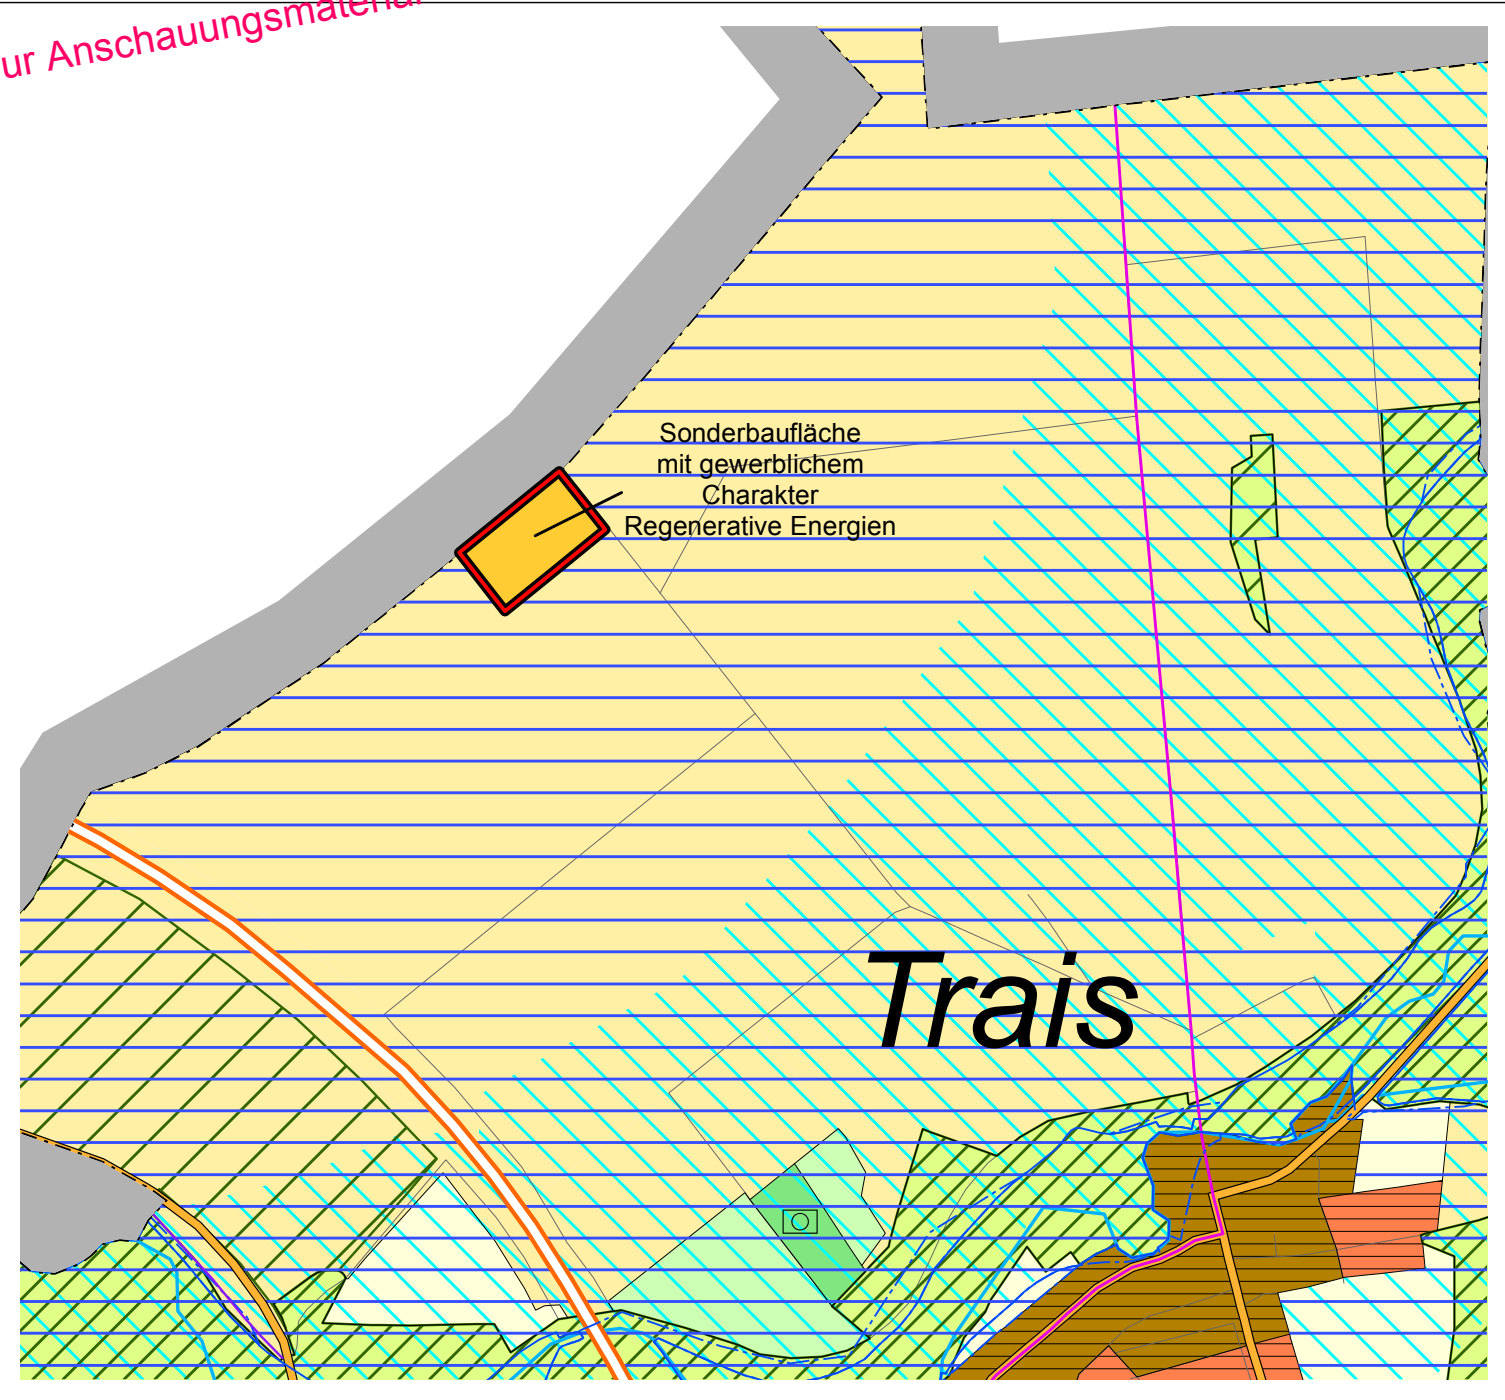 ur Anschauungsmaterial
Sonderbaufläche
mit gewerblichem
Charakter
Regenerative Energien
Trais